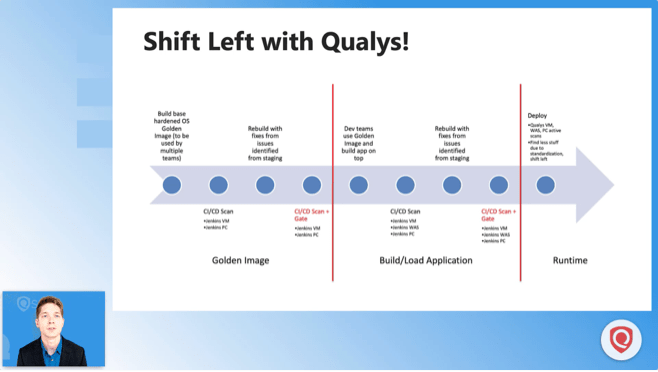 Shift Left with Qualys!
Build base
hardened OS
Golden
Image (to be
used by
multiple
teams)
Rebuild with
fixes from
issues
identified
from staging
Dev teams
use Golden
Image and
build app on
top
Rebuild with
fixes from
issues
identified
from staging
Deploy
•Qualys VM,
WAS, PC active
scans
•Find less stuff
due to
standardization,
shift left
CI/CD Scan
•Jenkins VM
•Jenkins PC
CI/CD Scan +
Gate
•Jenkins VM
•Jenkins PC
CI/CD Scan
•Jenkins VM
•Jenkins WAS
•Jenkins PC
CI/CD Scan +
Gate
•Jenkins VM
•Jenkins WAS
•Jenkins PC
Golden Image
Build/Load Application
Runtime